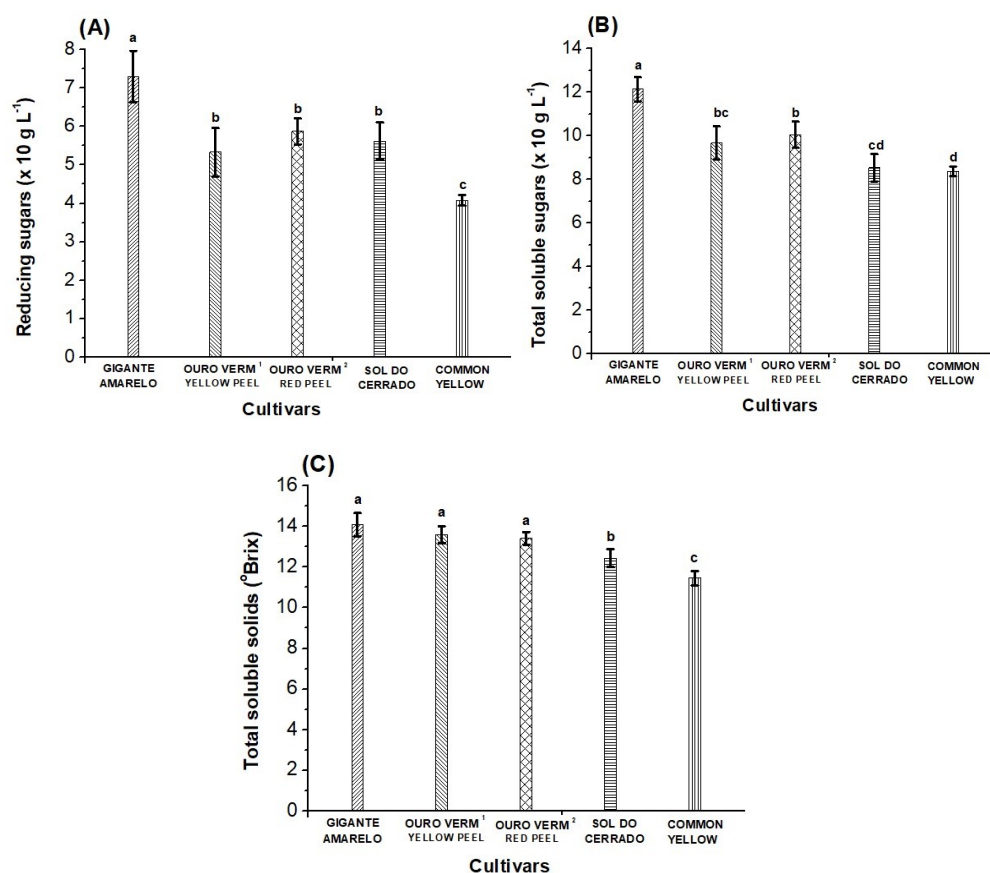 (A)
Reducing sugars (x 10 g L⁻¹)
8
7
6
5
4
3
2
1
0
a
b
b
b
c
GIGANTE AMARELO
OURO VERM ¹ YELLOW PEEL
OURO VERM ² RED PEEL
SOL DO CERRADO
COMMON YELLOW
Cultivars
(B)
Total soluble sugars (x 10 g L⁻¹)
14
12
10
8
6
4
2
0
a
bc
b
cd
d
GIGANTE AMARELO
OURO VERM ¹ YELLOW PEEL
OURO VERM ² RED PEEL
SOL DO CERRADO
COMMON YELLOW
Cultivars
(C)
Total soluble solids (°Brix)
16
14
12
10
8
6
4
2
0
a
a
a
b
c
GIGANTE AMARELO
OURO VERM ¹ YELLOW PEEL
OURO VERM ² RED PEEL
SOL DO CERRADO
COMMON YELLOW
Cultivars